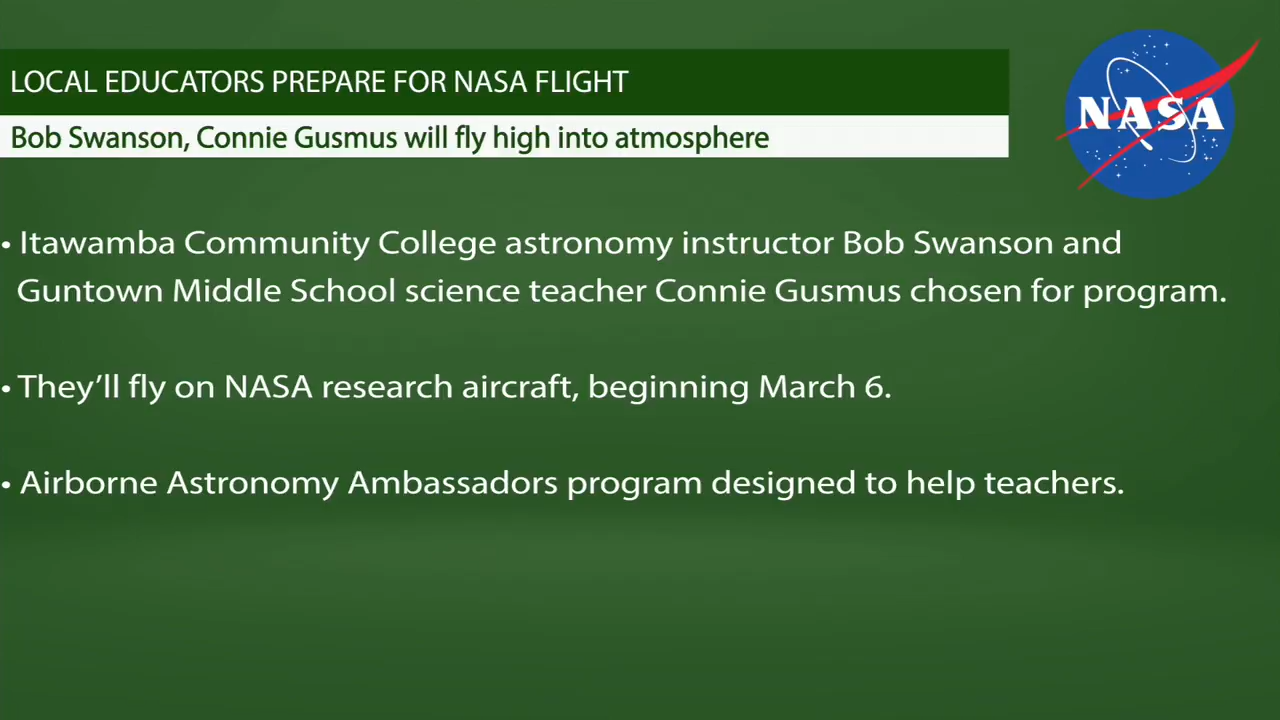 LOCAL EDUCATORS PREPARE FOR NASA FLIGHT
Bob Swanson, Connie Gusmus will fly high into atmosphere
NASA
• Itawamba Community College astronomy instructor Bob Swanson and
Guntown Middle School science teacher Connie Gusmus chosen for program.
• They’ll fly on NASA research aircraft, beginning March 6.
• Airborne Astronomy Ambassadors program designed to help teachers.